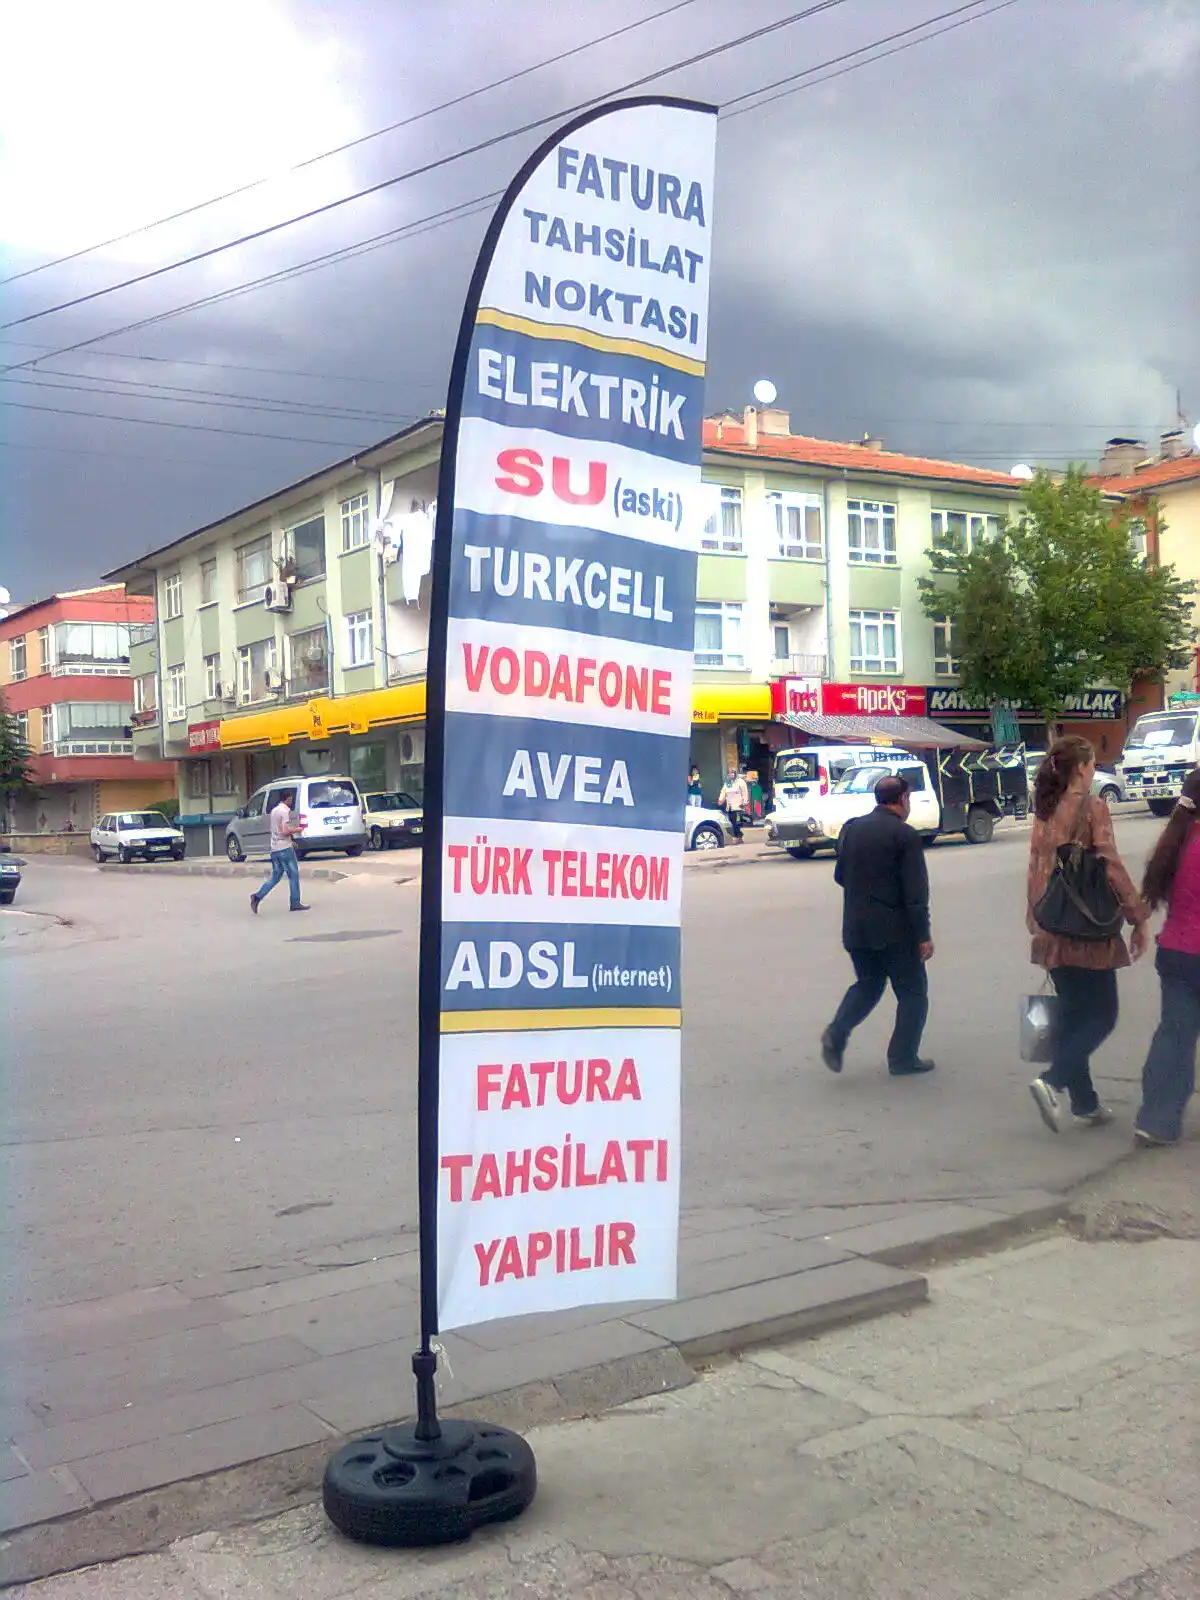 FATURA
TAHSİLAT
NOKTASI
ELEKTRİK
SU (aski)
TURKCELL
VODAFONE
AVEA
TÜRK TELEKOM
ADSL (internet)
FATURA
TAHSİLATI
YAPILIR
Apeks
Apeks